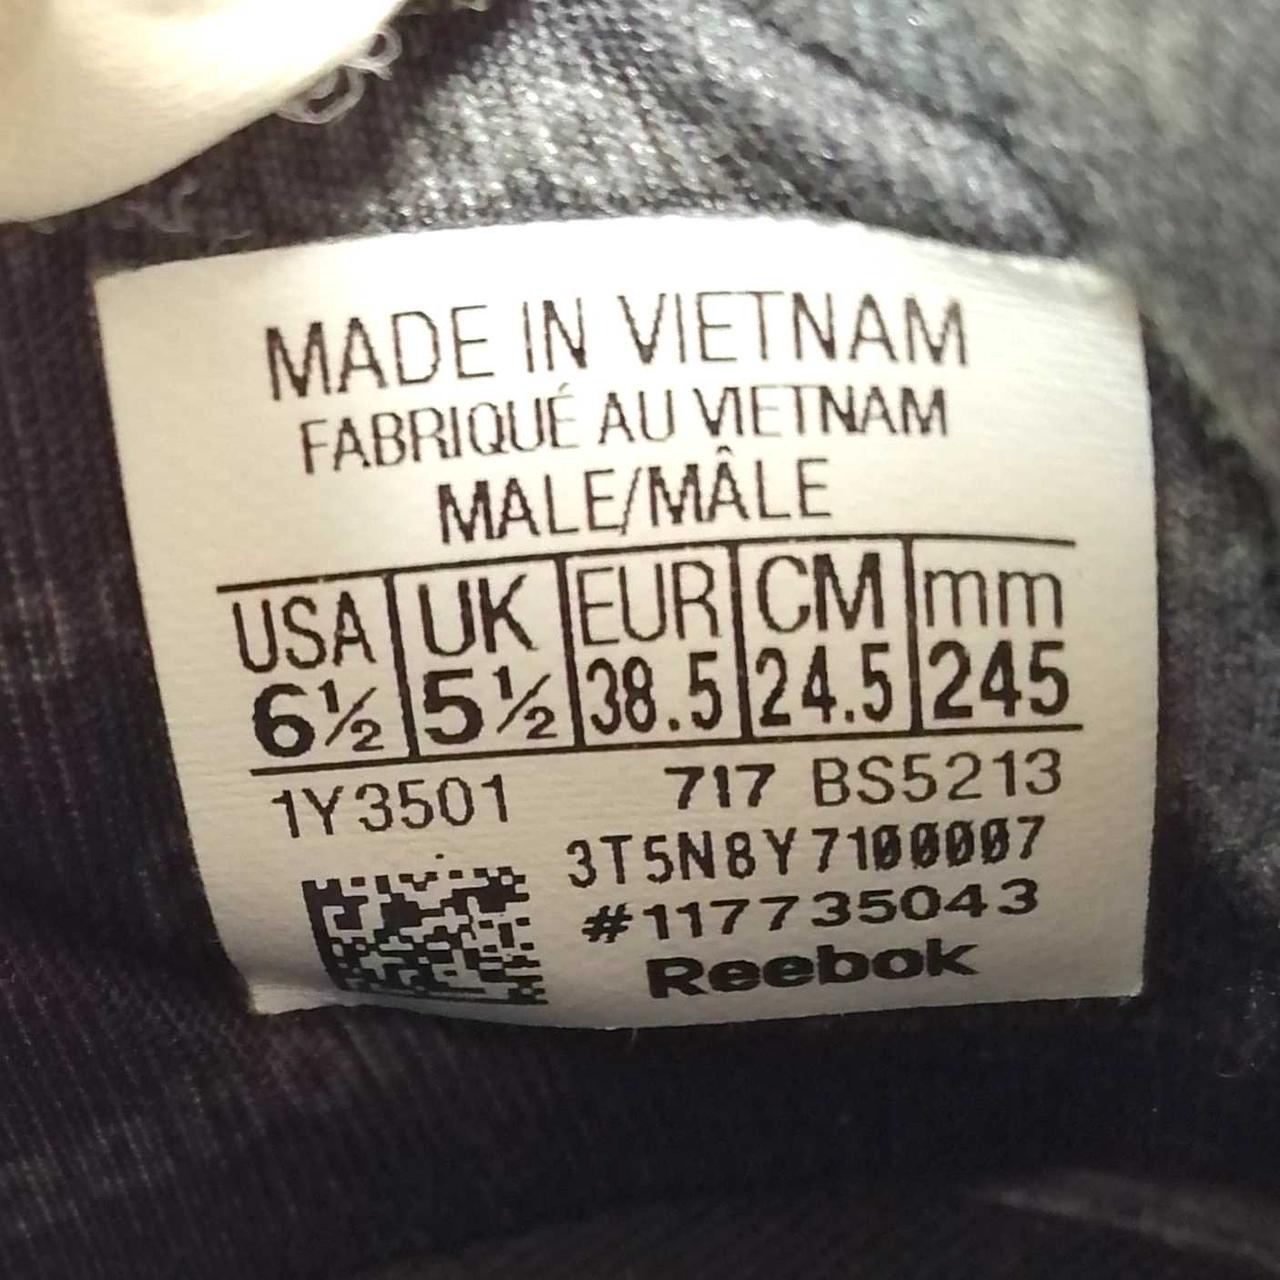 MADE IN VIETNAM
FABRIQUÉ AU VIETNAM
MALE/MÂLE
USA UK EUR CM mm
6½ 5½ 38.5 24.5 245
1Y3501 717 BS5213
3T5N8Y7100007
#117735043
Reebok